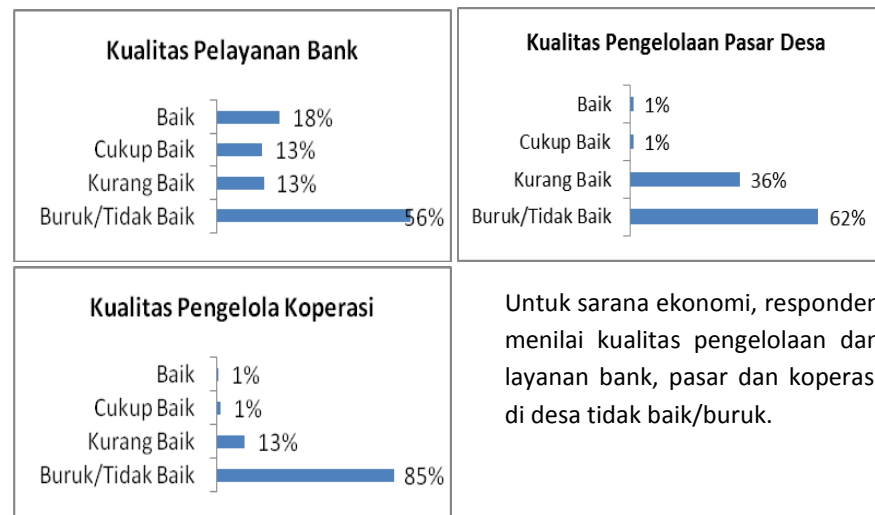 Kualitas Pelayanan Bank
Baik 18%
Cukup Baik 13%
Kurang Baik 13%
Buruk/Tidak Baik 56%
Kualitas Pengelolaan Pasar Desa
Baik 1%
Cukup Baik 1%
Kurang Baik 36%
Buruk/Tidak Baik 62%
Kualitas Pengelola Koperasi
Baik 1%
Cukup Baik 1%
Kurang Baik 13%
Buruk/Tidak Baik 85%
Untuk sarana ekonomi, responden
menilai kualitas pengelolaan dan
layanan bank, pasar dan koperasi
di desa tidak baik/buruk.